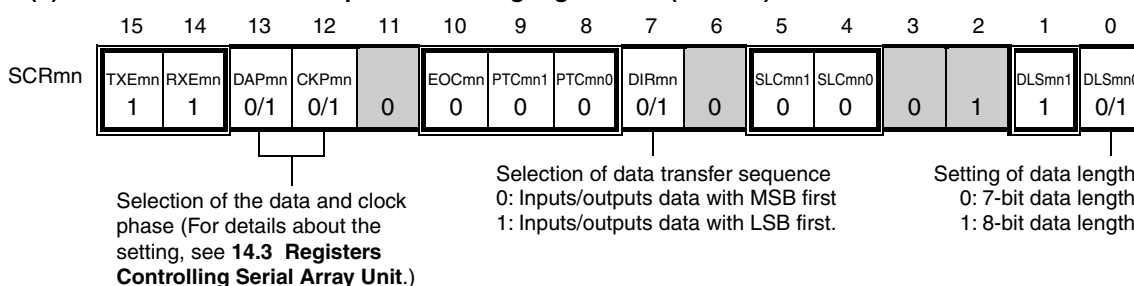 15 14 13 12 11 10 9 8 7 6 5 4 3 2 1 0
SCRmn
TXEmn RXEmn DAPmn CKPmn EOCmn PTCmn1 PTCmn0 DIRmn SLCmn1 SLCmn0 DLSmn1 DLSmn0
1 1 0/1 0/1 0 0 0 0 0/1 0 0 0 0 1 1 0/1
Selection of the data and clock
phase (For details about the
setting, see 14.3 Registers
Controlling Serial Array Unit.)
Selection of data transfer sequence
0: Inputs/outputs data with MSB first
1: Inputs/outputs data with LSB first.
Setting of data length
0: 7-bit data length
1: 8-bit data length